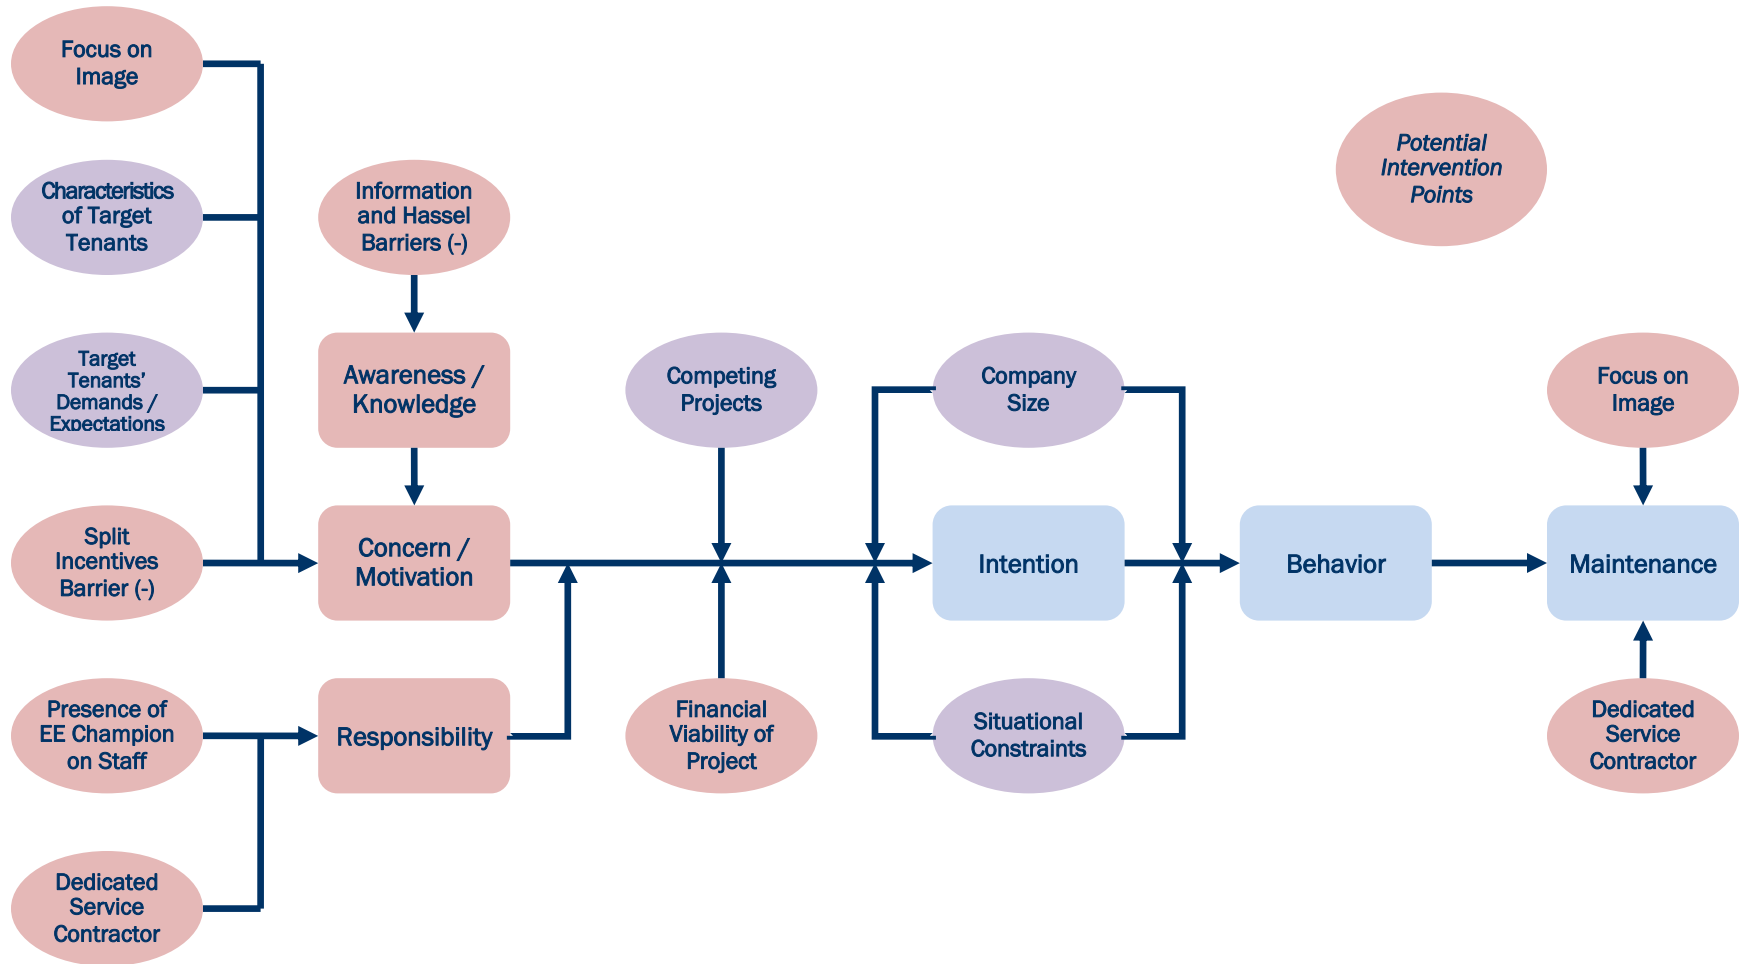 Focus on
Image
Characteristics
of Target
Tenants
Target
Tenants’
Demands /
Expectations
Split
Incentives
Barrier (-)
Presence of
EE Champion
on Staff
Dedicated
Service
Contractor
Information
and Hassel
Barriers (-)
Awareness /
Knowledge
Concern /
Motivation
Responsibility
Competing
Projects
Financial
Viability of
Project
Company
Size
Intention
Situational
Constraints
Behavior
Potential
Intervention
Points
Focus on
Image
Maintenance
Dedicated
Service
Contractor